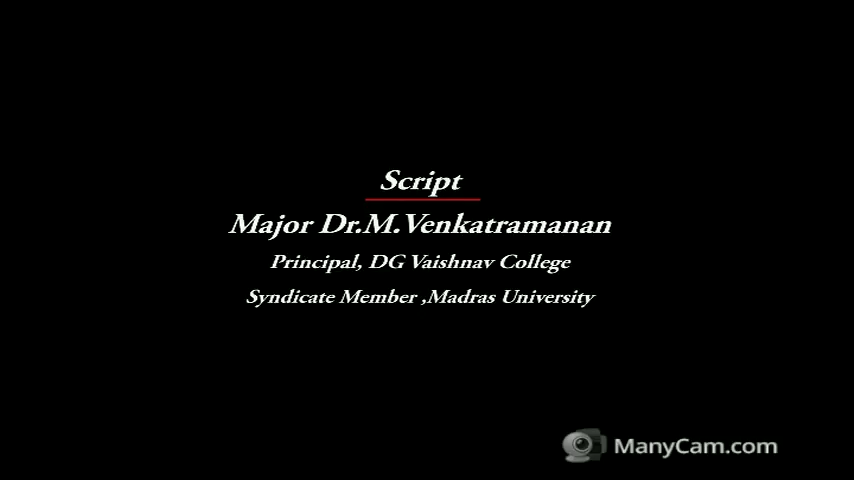 Script
Major Dr.M.Venkatramanan
Principal, DG Vaishnav College
Syndicate Member ,Madras University
ManyCam.com